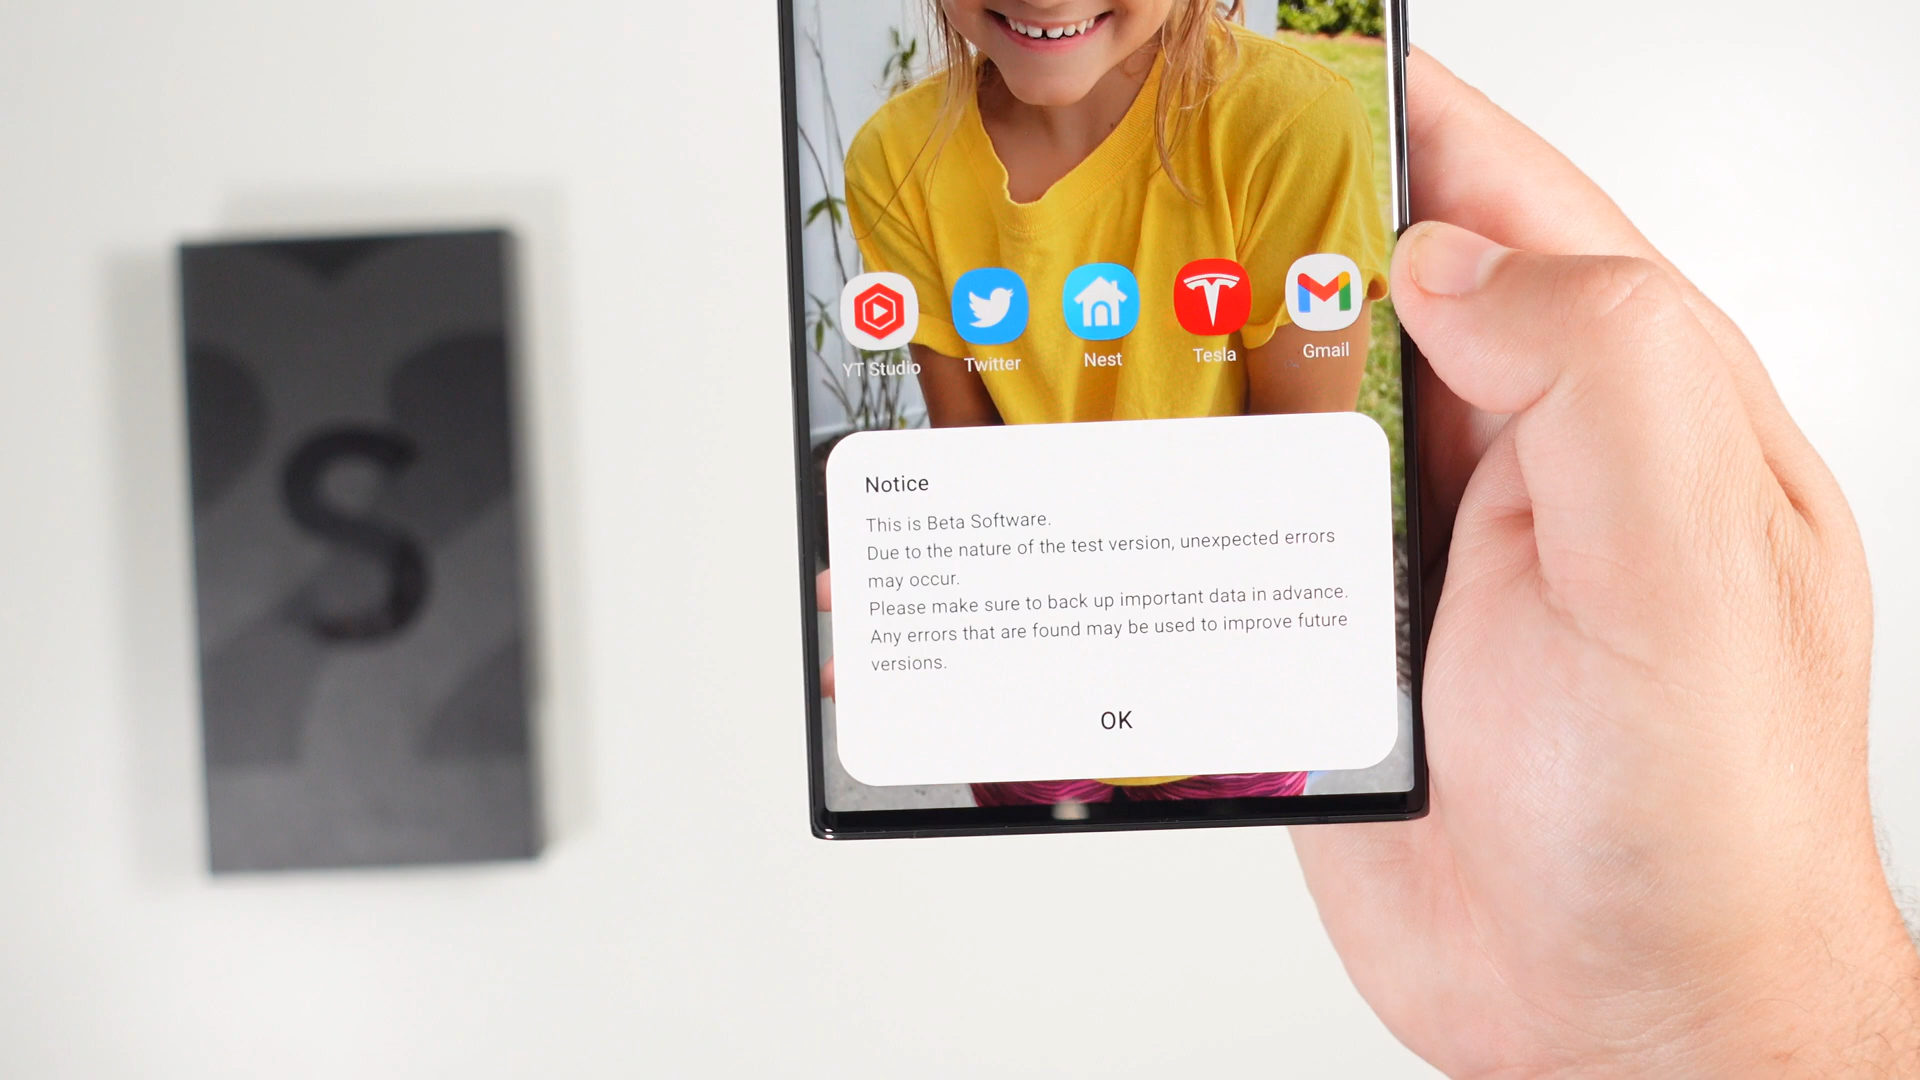 S
YT Studio Twitter Nest Tesla Gmail
Notice
This is Beta Software.
Due to the nature of the test version, unexpected errors
may occur.
Please make sure to back up important data in advance.
Any errors that are found may be used to improve future
versions.
OK